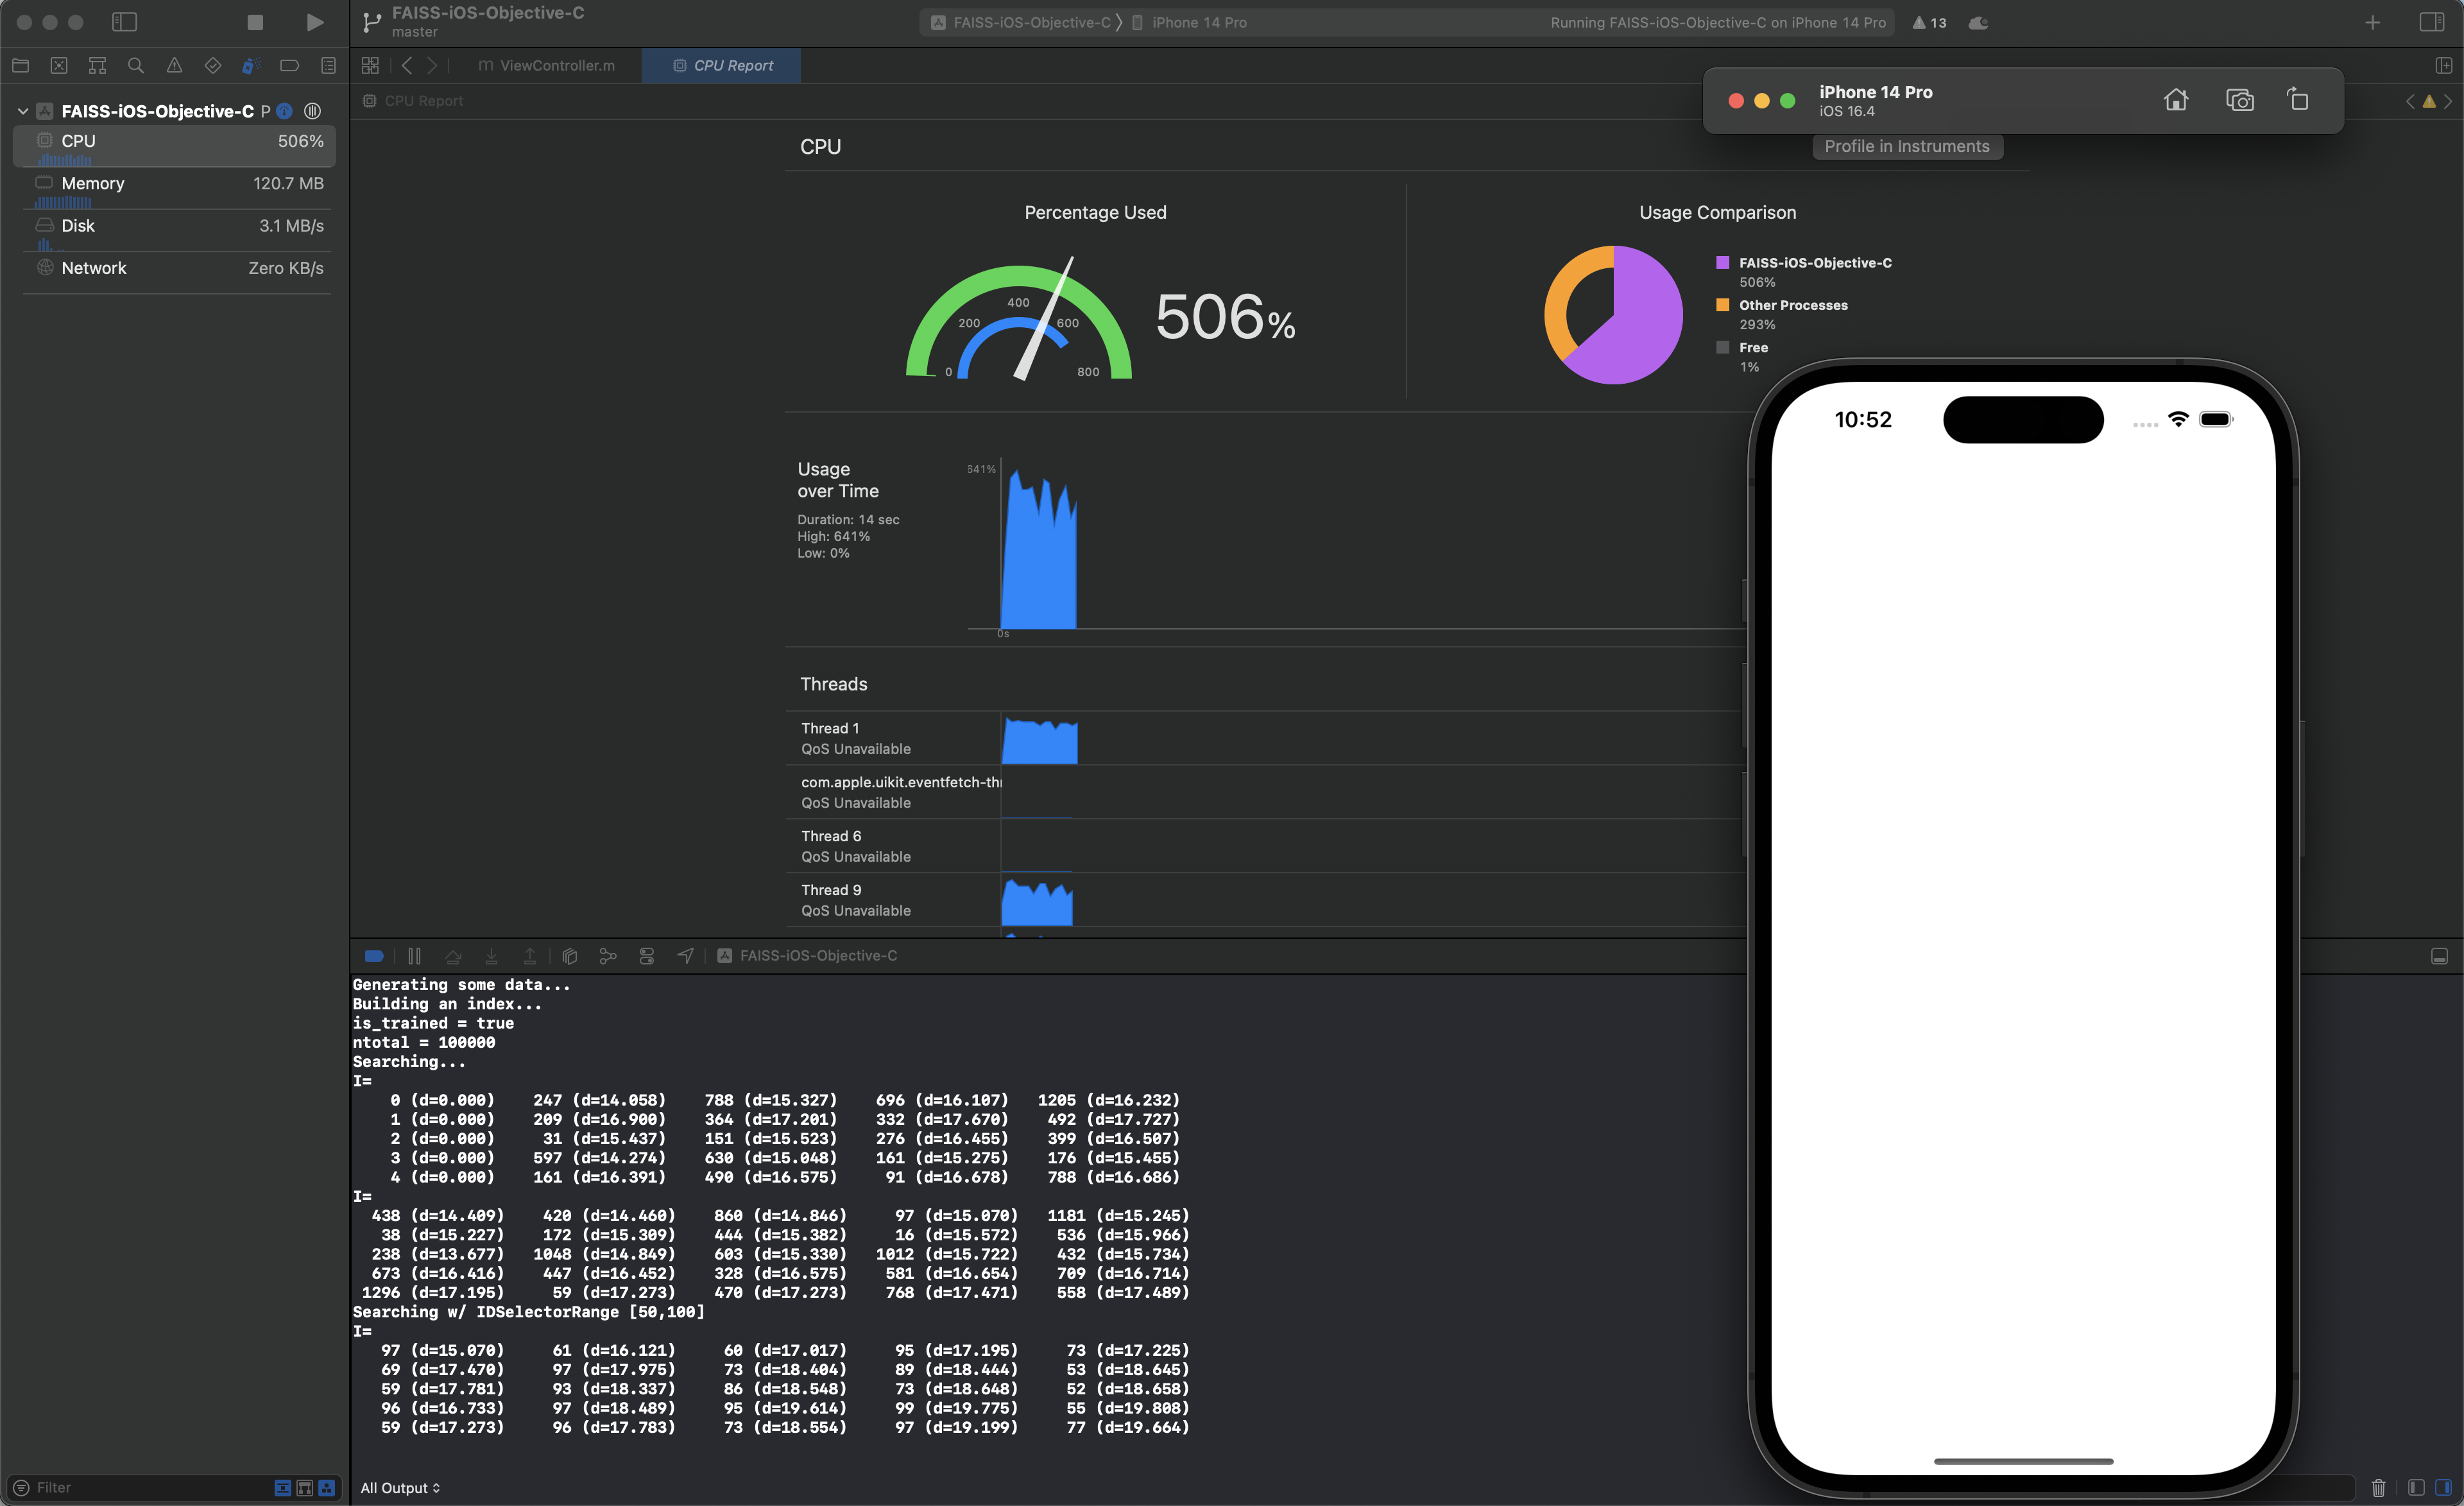 FAISS-iOS-Objective-C
master
FAISS-iOS-Objective-C 〉 iPhone 14 Pro
Running FAISS-iOS-Objective-C on iPhone 14 Pro
13
ViewController.m
CPU Report
CPU Report
iPhone 14 Pro
iOS 16.4
FAISS-iOS-Objective-C P
CPU 506%
Memory 120.7 MB
Disk 3.1 MB/s
Network Zero KB/s
CPU
Profile in Instruments
Percentage Used
0
200
400
600
800
506%
Usage Comparison
FAISS-iOS-Objective-C
506%
Other Processes
293%
Free
1%
Usage
over Time
Duration: 14 sec
High: 641%
Low: 0%
641%
0s
Threads
Thread 1
QoS Unavailable
com.apple.uikit.eventfetch-thr
QoS Unavailable
Thread 6
QoS Unavailable
Thread 9
QoS Unavailable
10:52
FAISS-iOS-Objective-C
Generating some data...
Building an index...
is_trained = true
ntotal = 100000
Searching...
I=
0 (d=0.000) 247 (d=14.058) 788 (d=15.327) 696 (d=16.107) 1205 (d=16.232)
1 (d=0.000) 209 (d=16.900) 364 (d=17.201) 332 (d=17.670) 492 (d=17.727)
2 (d=0.000) 31 (d=15.437) 151 (d=15.523) 276 (d=16.455) 399 (d=16.507)
3 (d=0.000) 597 (d=14.274) 630 (d=15.048) 161 (d=15.275) 176 (d=15.455)
4 (d=0.000) 161 (d=16.391) 490 (d=16.575) 91 (d=16.678) 788 (d=16.686)
I=
438 (d=14.409) 420 (d=14.460) 860 (d=14.846) 97 (d=15.070) 1181 (d=15.245)
38 (d=15.227) 172 (d=15.309) 444 (d=15.382) 16 (d=15.572) 536 (d=15.966)
238 (d=13.677) 1048 (d=14.849) 603 (d=15.330) 1012 (d=15.722) 432 (d=15.734)
673 (d=16.416) 447 (d=16.452) 328 (d=16.575) 581 (d=16.654) 709 (d=16.714)
1296 (d=17.195) 59 (d=17.273) 470 (d=17.273) 768 (d=17.471) 558 (d=17.489)
Searching w/ IDSelectorRange [50,100]
I=
97 (d=15.070) 61 (d=16.121) 60 (d=17.017) 95 (d=17.195) 73 (d=17.225)
69 (d=17.470) 97 (d=17.975) 73 (d=18.404) 89 (d=18.444) 53 (d=18.645)
59 (d=17.781) 93 (d=18.337) 86 (d=18.548) 73 (d=18.648) 52 (d=18.658)
96 (d=16.733) 97 (d=18.489) 95 (d=19.614) 99 (d=19.775) 55 (d=19.808)
59 (d=17.273) 96 (d=17.783) 73 (d=18.554) 97 (d=19.199) 77 (d=19.664)
Filter
All Output